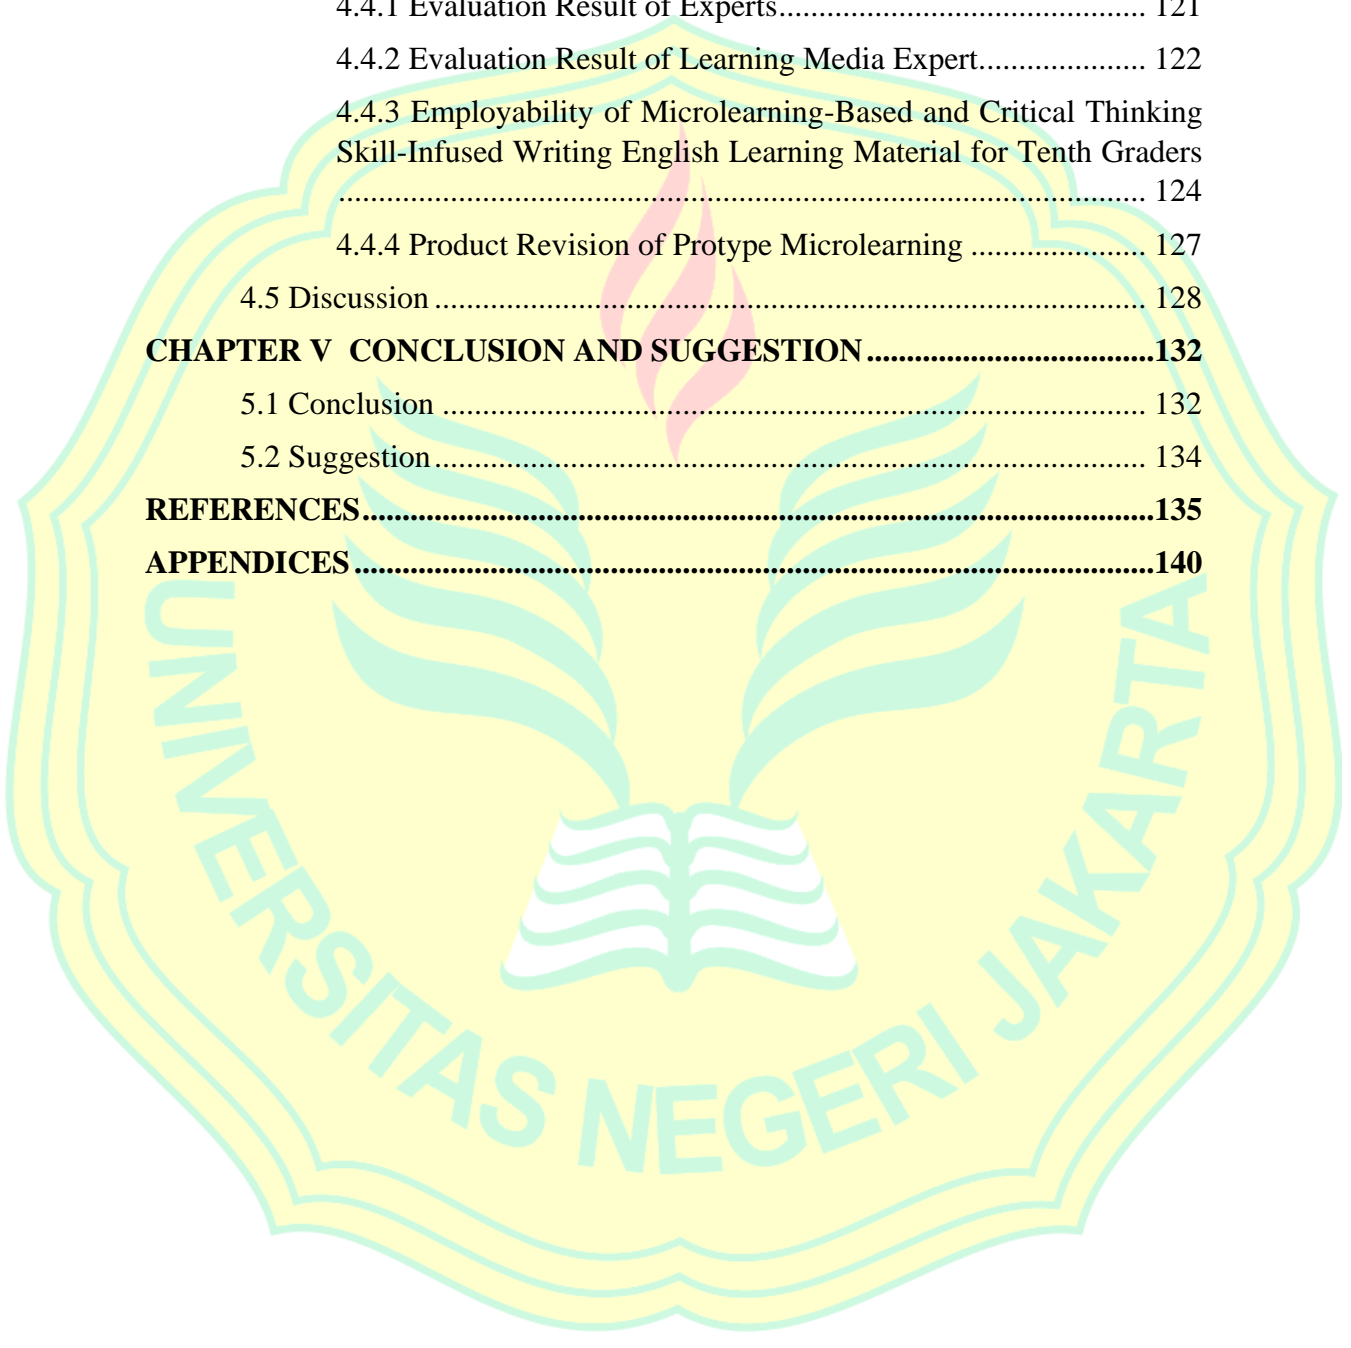 4.4.1 Evaluation Result of Experts.............................................. 121
4.4.2 Evaluation Result of Learning Media Expert..................... 122
4.4.3 Employability of Microlearning-Based and Critical Thinking
Skill-Infused Writing English Learning Material for Tenth Graders
..................................................................................................... 124
4.4.4 Product Revision of Protype Microlearning ...................... 127
4.5 Discussion ......................................................................................... 128
CHAPTER V CONCLUSION AND SUGGESTION ....................................132
5.1 Conclusion ........................................................................................ 132
5.2 Suggestion ......................................................................................... 134
REFERENCES ...................................................................................................135
APPENDICES ....................................................................................................140
UNIVERSITAS NEGERI JAKARTA